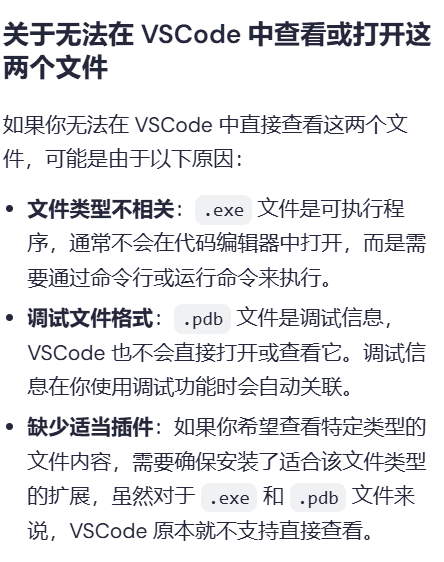 关于无法在 VSCode 中查看或打开这
两个文件
如果你无法在 VSCode 中直接查看这两个文
件，可能是由于以下原因：
• 文件类型不相关： .exe 文件是可执行程
序，通常不会在代码编辑器中打开，而是需
要通过命令行或运行命令来执行。
• 调试文件格式： .pdb 文件是调试信息，
VSCode 也不会直接打开或查看它。调试信
息在你使用调试功能时会自动关联。
• 缺少适当插件：如果你希望查看特定类型的
文件内容，需要确保安装了适合该文件类型
的扩展，虽然对于 .exe 和 .pdb 文件来
说，VSCode 原本就不支持直接查看。